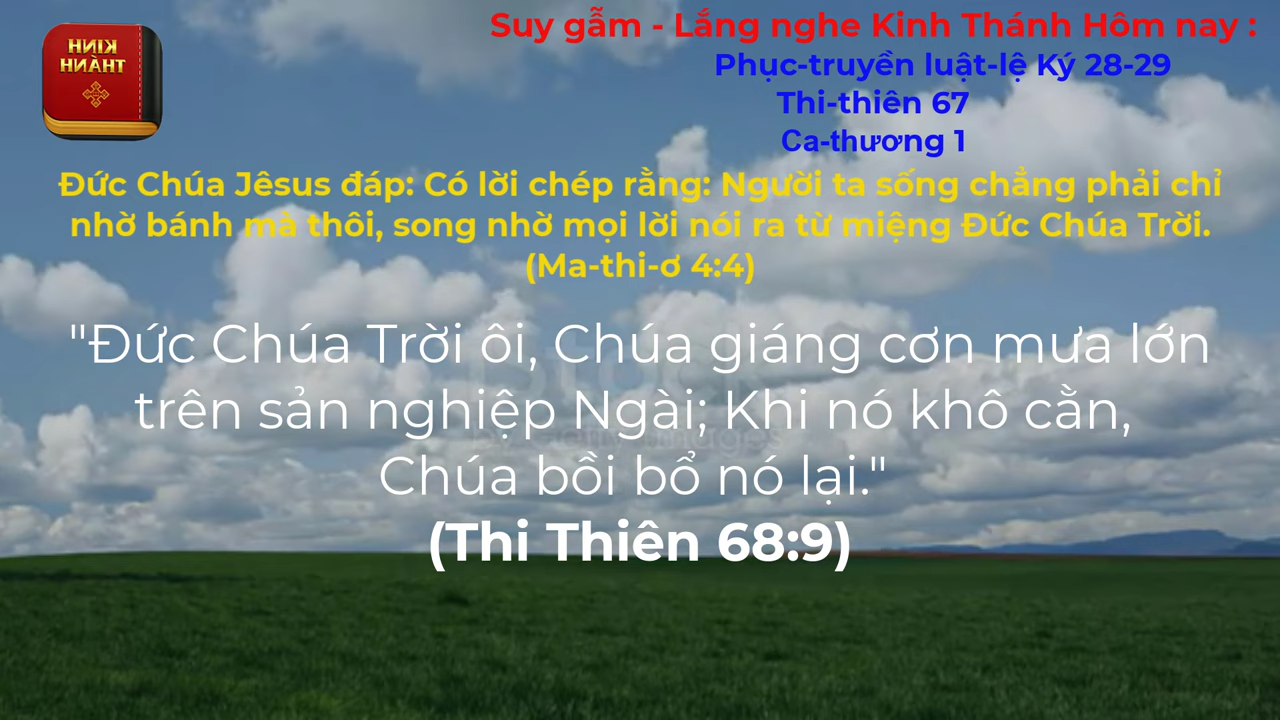 KINH
THÁNH
Suy gẫm - Lắng nghe Kinh Thánh Hôm nay :
Phục-truyền luật-lệ Ký 28-29
Thi-thiên 67
Ca-thương 1
Đức Chúa Jêsus đáp: Có lời chép rằng: Người ta sống chẳng phải chỉ
nhờ bánh mà thôi, song nhờ mọi lời nói ra từ miệng Đức Chúa Trời.
(Ma-thi-ơ 4:4)
"Đức Chúa Trời ôi, Chúa giáng cơn mưa lớn
trên sản nghiệp Ngài; Khi nó khô cằn,
Chúa bồi bổ nó lại."
(Thi Thiên 68:9)